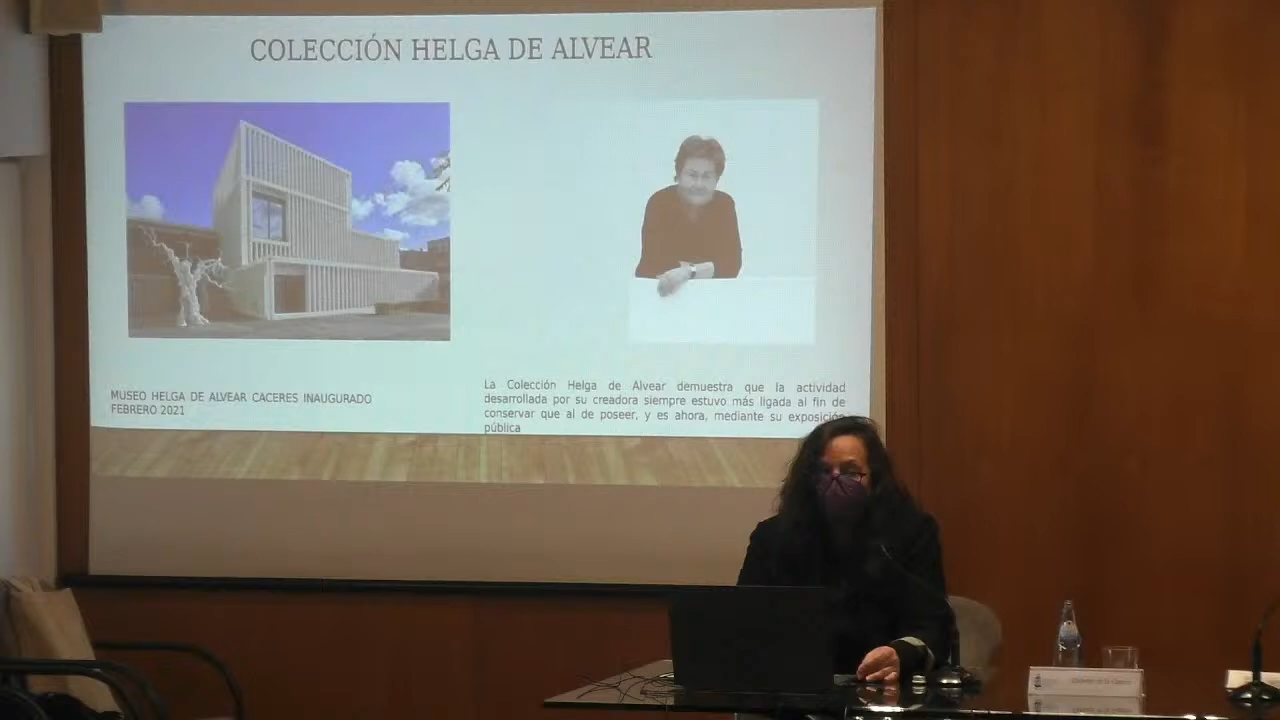 COLECCIÓN HELGA DE ALVEAR
MUSEO HELGA DE ALVEAR CACERES INAUGURADO
FEBRERO 2021
La Colección Helga de Alvear demuestra que la actividad
desarrollada por su creadora siempre estuvo más ligada al fin de
conservar que al de poseer, y es ahora, mediante su exposición
pública